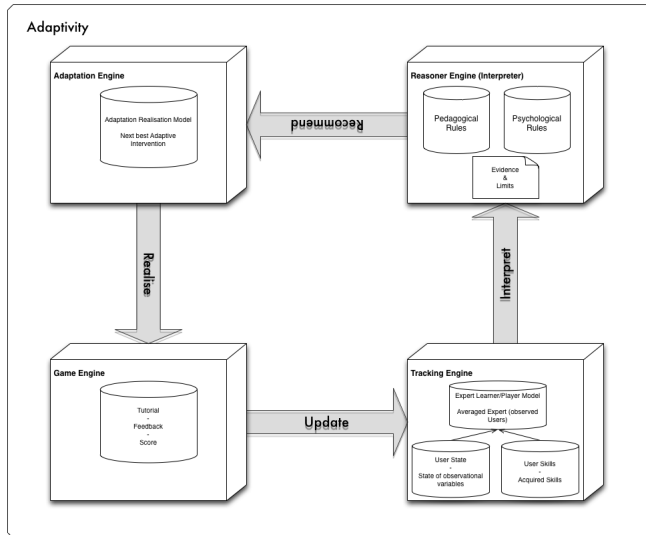 Adaptivity
Adaptation Engine
Adaptation Realisation Model
Next best Adaptive
Intervention
Recommend
Reasoner Engine (Interpreter)
Pedagogical
Rules
Psychological
Rules
Evidence
&
Limits
Realise
Interpret
Game Engine
Tutorial
-
Feedback
-
Score
Update
Tracking Engine
Expert Learner/Player Model
Averaged Expert (observed
Users)
User State
-
State of observational
variables
User Skills
-
Acquired Skills